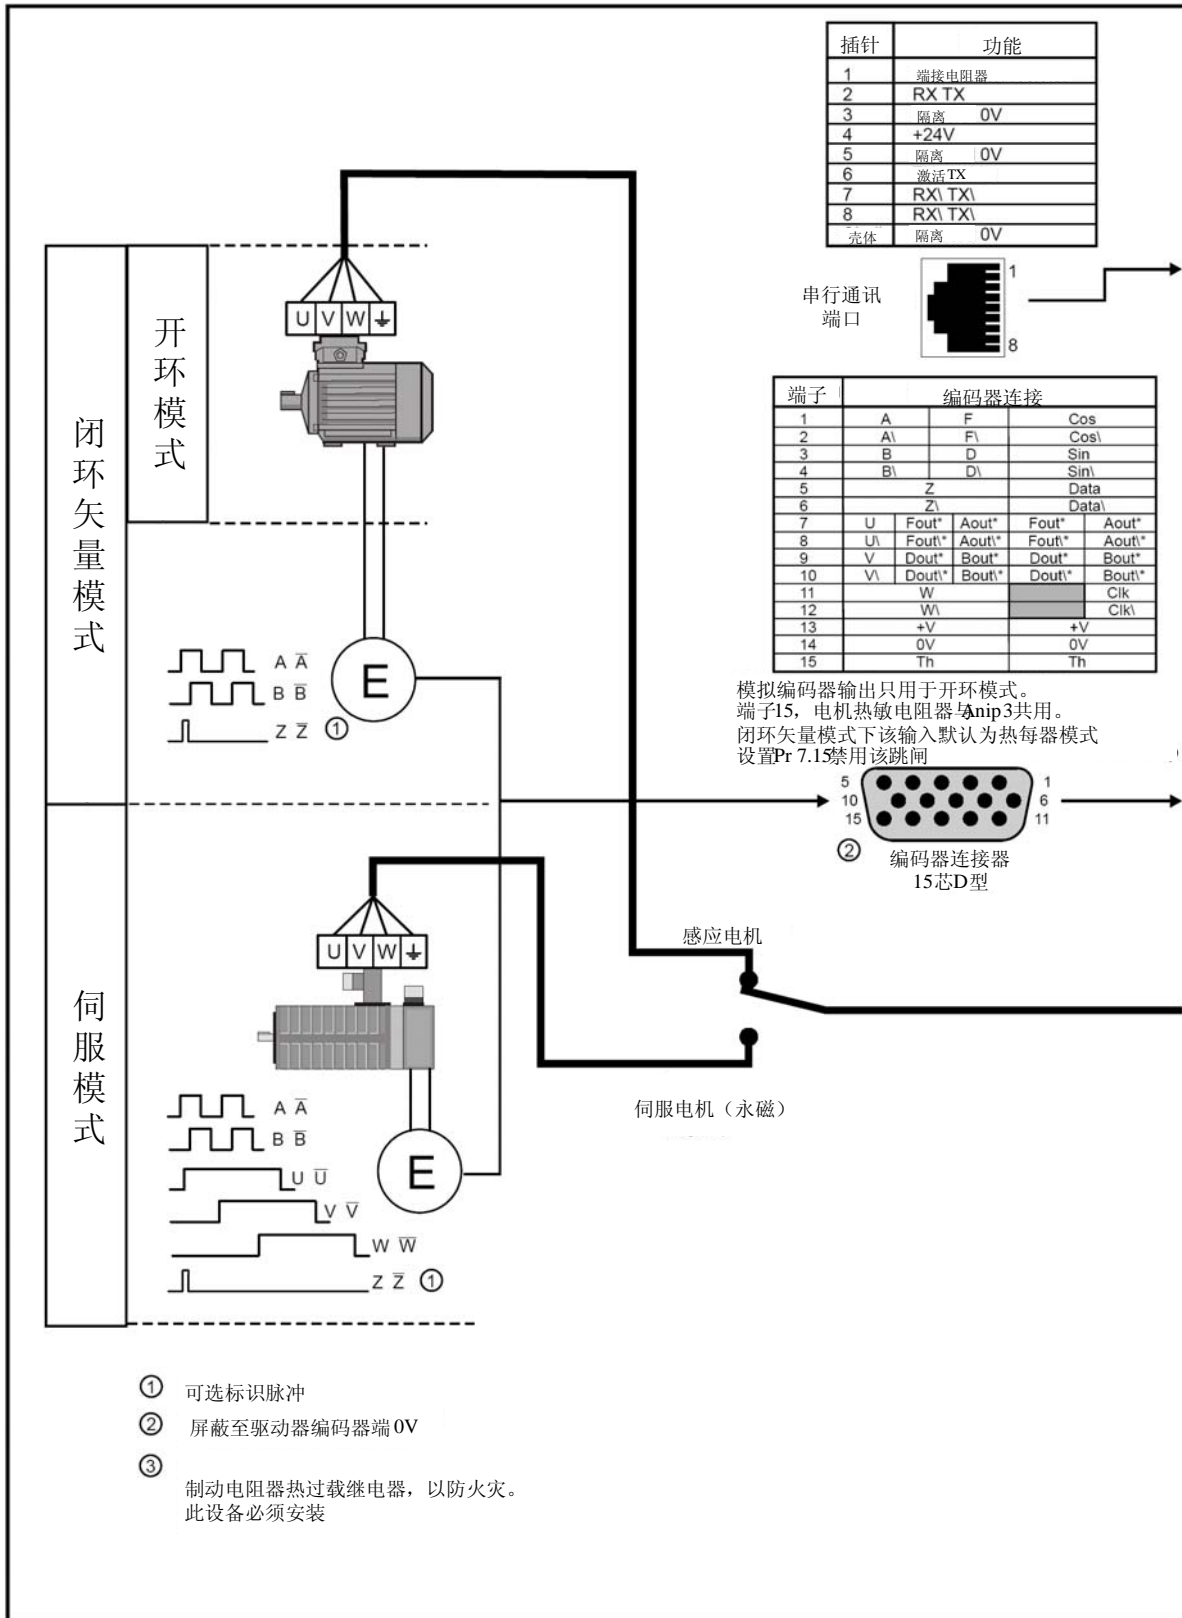 插针 功能
1 端接电阻器
2 RX TX
3 隔离 0V
4 +24V
5 隔离 0V
6 激活TX
7 RX\ TX\
8 RX\ TX\
壳体 隔离 0V
串行通讯
端口
1
8
端子 编码器连接
1 A F Cos
2 A\ F\ Cos\
3 B D Sin
4 B\ D\ Sin\
5 Z Data
6 Z\ Data\
7 U Fout* Aout* Fout* Aout*
8 U\ Fout\* Aout\* Fout\* Aout\*
9 V Dout* Bout* Dout* Bout*
10 V\ Dout\* Bout\* Dout\* Bout\*
11 W Clk
12 W\ Clk\
13 +V +V
14 0V 0V
15 Th Th
模拟编码器输出只用于开环模式。
端子15，电机热敏电阻器与Anip3共用。
闭环矢量模式下该输入默认为热每器模式
设置Pr 7.15禁用该跳闸
5 1
10 6
15 11
② 编码器连接器
15芯D型
闭环矢量模式
开环模式
U V W
E
A A̅
B B̅
Z Z̅ ①
伺服模式
U V W
E
A A̅
B B̅
U U̅
V V̅
W W̅
Z Z̅ ①
感应电机
伺服电机（永磁）
① 可选标识脉冲
② 屏蔽至驱动器编码器端0V
③
制动电阻器热过载继电器，以防火灾。
此设备必须安装